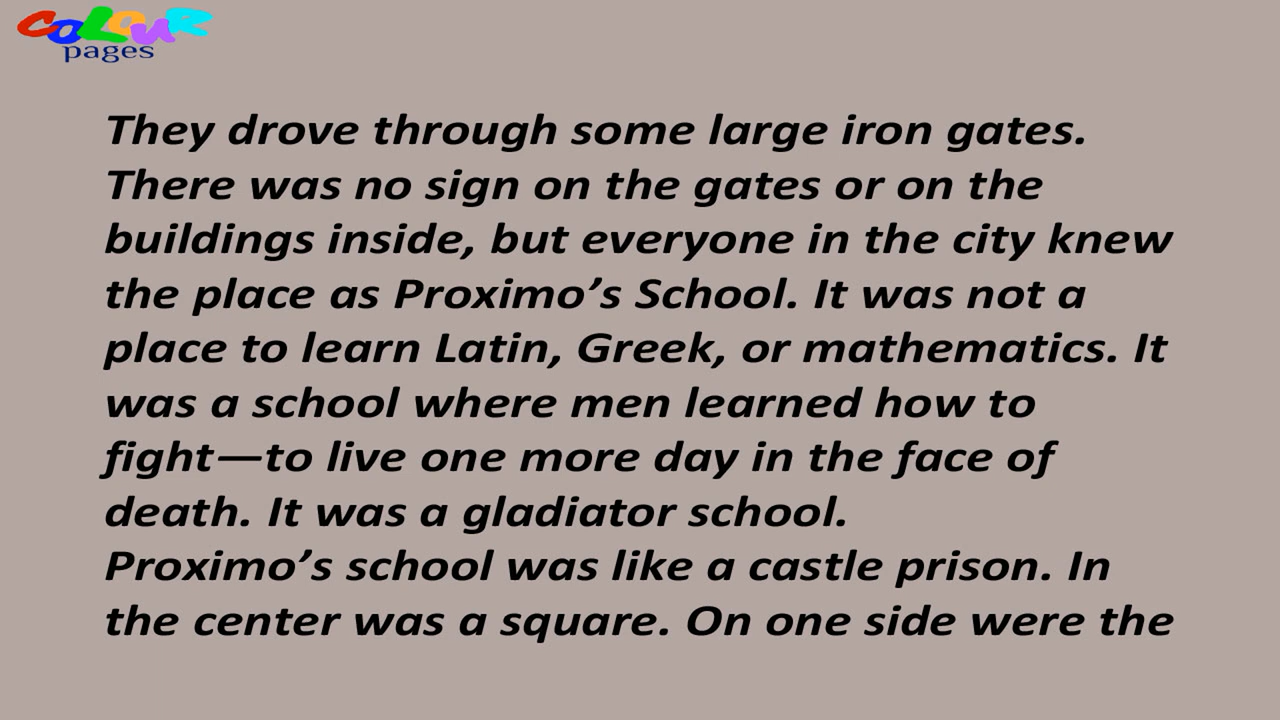 COLOUR
pages
They drove through some large iron gates.
There was no sign on the gates or on the
buildings inside, but everyone in the city knew
the place as Proximo’s School. It was not a
place to learn Latin, Greek, or mathematics. It
was a school where men learned how to
fight—to live one more day in the face of
death. It was a gladiator school.
Proximo’s school was like a castle prison. In
the center was a square. On one side were the